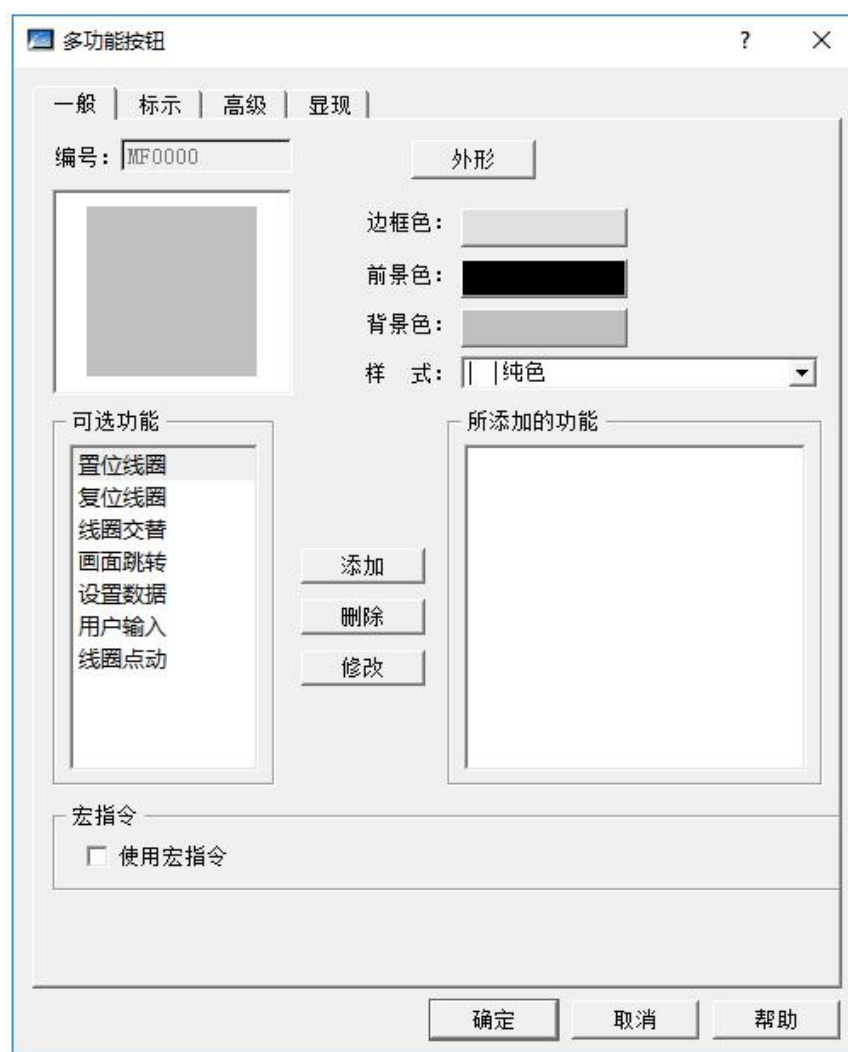 多功能按钮
一般 标示 高级 显现
编号: MF0000
外形
边框色:
前景色:
背景色:
样 式: 纯色
可选功能
所添加的功能
置位线圈
复位线圈
线圈交替
画面跳转
设置数据
用户输入
线圈点动
添加
删除
修改
宏指令
使用宏指令
确定 取消 帮助